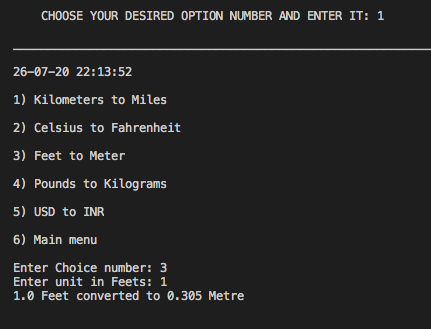 CHOOSE YOUR DESIRED OPTION NUMBER AND ENTER IT: 1
26-07-20 22:13:52
1) Kilometers to Miles
2) Celsius to Fahrenheit
3) Feet to Meter
4) Pounds to Kilograms
5) USD to INR
6) Main menu
Enter Choice number: 3
Enter unit in Feets: 1
1.0 Feet converted to 0.305 Metre